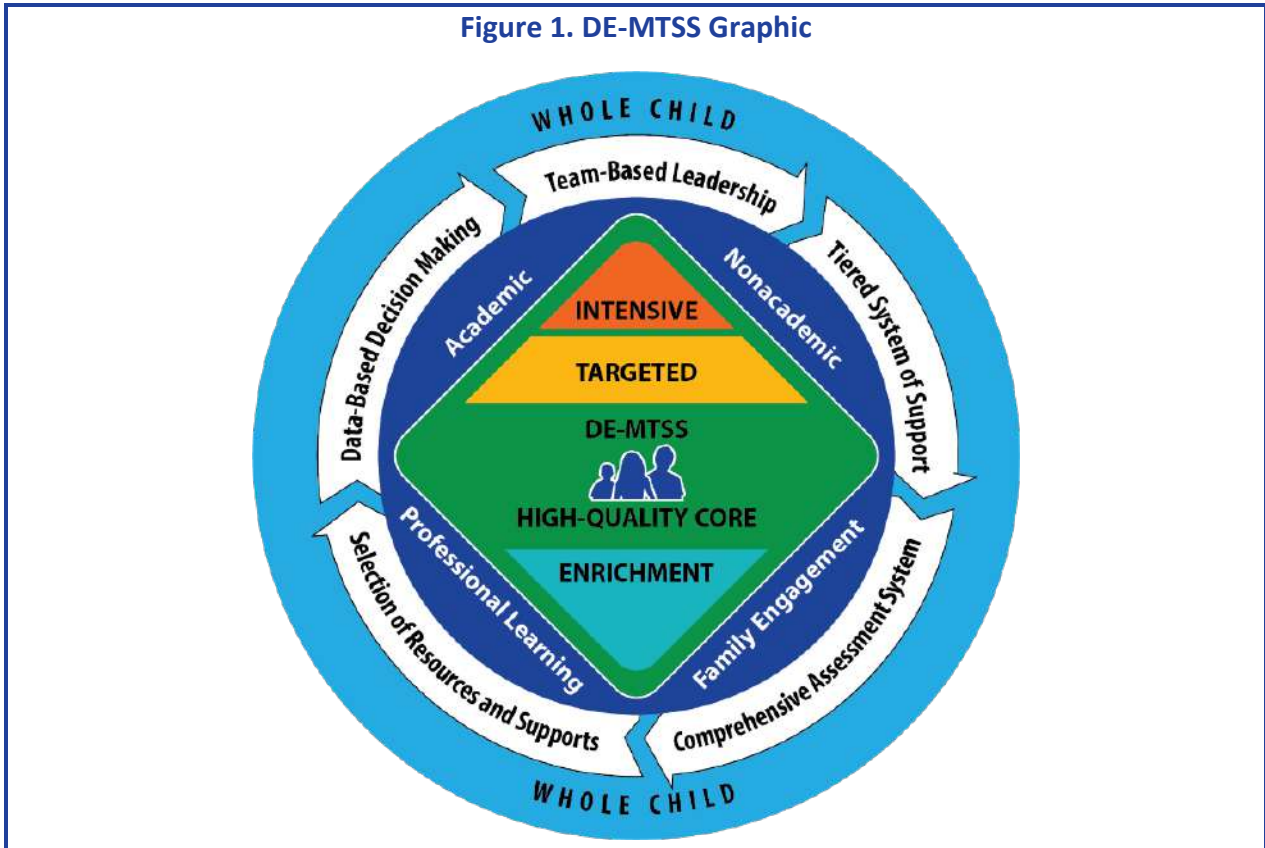 Figure 1. DE-MTSS Graphic
WHOLE CHILD
Team-Based Leadership
Tiered System of Support
Comprehensive Assessment System
Selection of Resources and Supports
Data-Based Decision Making
Academic
Nonacademic
INTENSIVE
TARGETED
DE-MTSS
HIGH-QUALITY CORE
ENRICHMENT
Professional Learning
Family Engagement
WHOLE CHILD